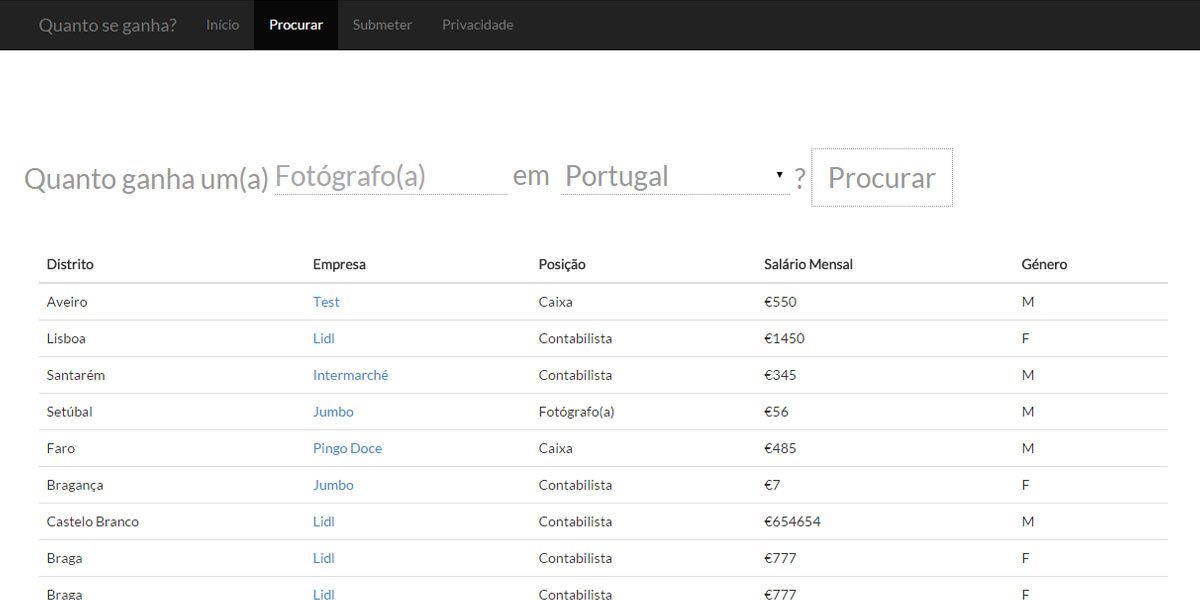 Quanto se ganha? Início Procurar Submeter Privacidade
Quanto ganha um(a) Fotógrafo(a) em Portugal ? Procurar
Distrito Empresa Posição Salário Mensal Género
Aveiro Test Caixa €550 M
Lisboa Lidl Contabilista €1450 F
Santarém Intermarché Contabilista €345 M
Setúbal Jumbo Fotógrafo(a) €56 M
Faro Pingo Doce Caixa €485 M
Bragança Jumbo Contabilista €7 F
Castelo Branco Lidl Contabilista €654654 M
Braga Lidl Contabilista €777 F
Braga Lidl Contabilista €777 F